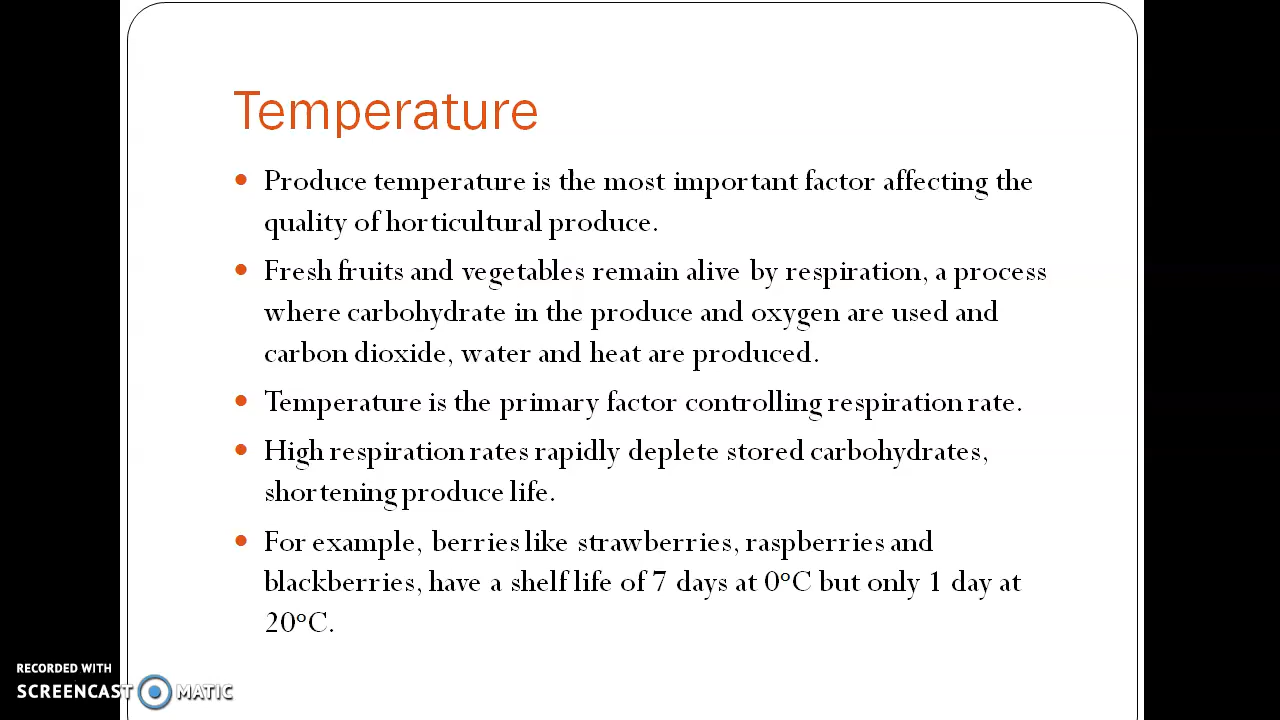 Temperature
• Produce temperature is the most important factor affecting the
quality of horticultural produce.
• Fresh fruits and vegetables remain alive by respiration, a process
where carbohydrate in the produce and oxygen are used and
carbon dioxide, water and heat are produced.
• Temperature is the primary factor controlling respiration rate.
• High respiration rates rapidly deplete stored carbohydrates,
shortening produce life.
• For example, berries like strawberries, raspberries and
blackberries, have a shelf life of 7 days at 0°C but only 1 day at
20°C.
RECORDED WITH
SCREENCAST MATIC